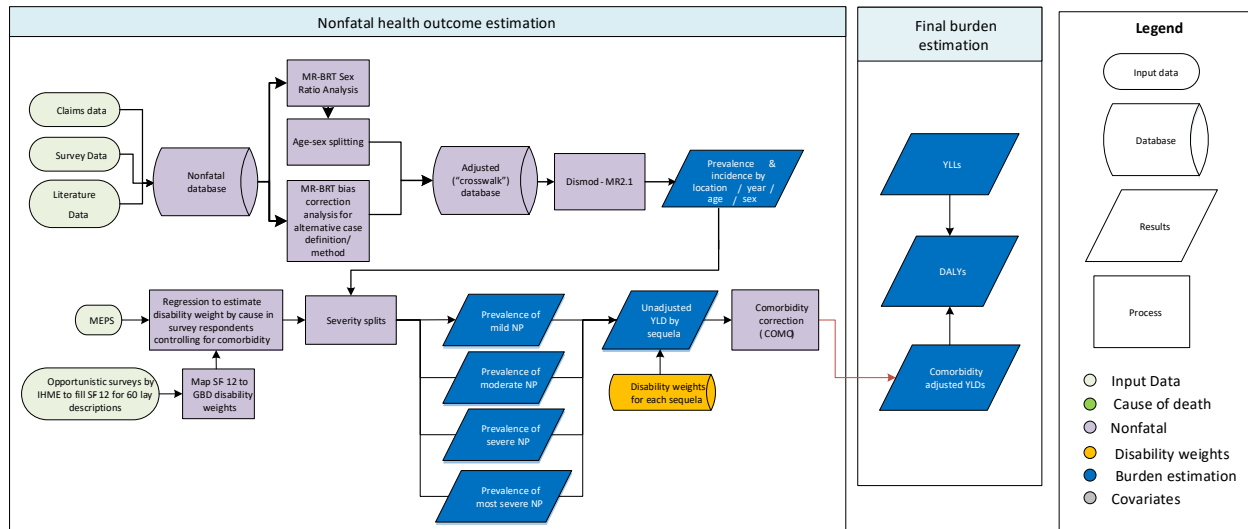 Nonfatal health outcome estimation
Final burden
estimation
Legend
Claims data
Survey Data
Literature
Data
Nonfatal
database
MR-BRT Sex
Ratio Analysis
Age-sex splitting
MR-BRT bias
correction
analysis for
alternative case
definition/
method
Adjusted
("crosswalk")
database
Dismod - MR2.1
Prevalence &
incidence by
location / year /
age / sex
MEPS
Regression to estimate
disability weight by cause in
survey respondents
controlling for comorbidity
Opportunistic surveys by
IHME to fill SF 12 for 60 lay
descriptions
Map SF 12 to
GBD disability
weights
Severity splits
Prevalence of
mild NP
Prevalence of
moderate NP
Prevalence of
severe NP
Prevalence of
most severe NP
Unadjusted
YLD by
sequela
Disability weights
for each sequela
Comorbidity
correction
(COMO)
YLLs
DALYs
Comorbidity
adjusted YLDs
Input data
Database
Results
Process
Input Data
Cause of death
Nonfatal
Disability weights
Burden estimation
Covariates